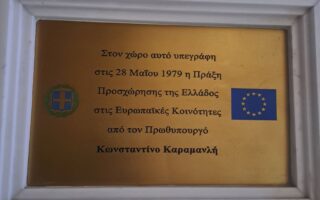 Στον χώρο αυτό υπεγράφη
στις 28 Μαΐου 1979 η Πράξη
Προσχώρησης της Ελλάδος
στις Ευρωπαϊκές Κοινότητες
από τον Πρωθυπουργό
Κωνσταντίνο Καραμανλή